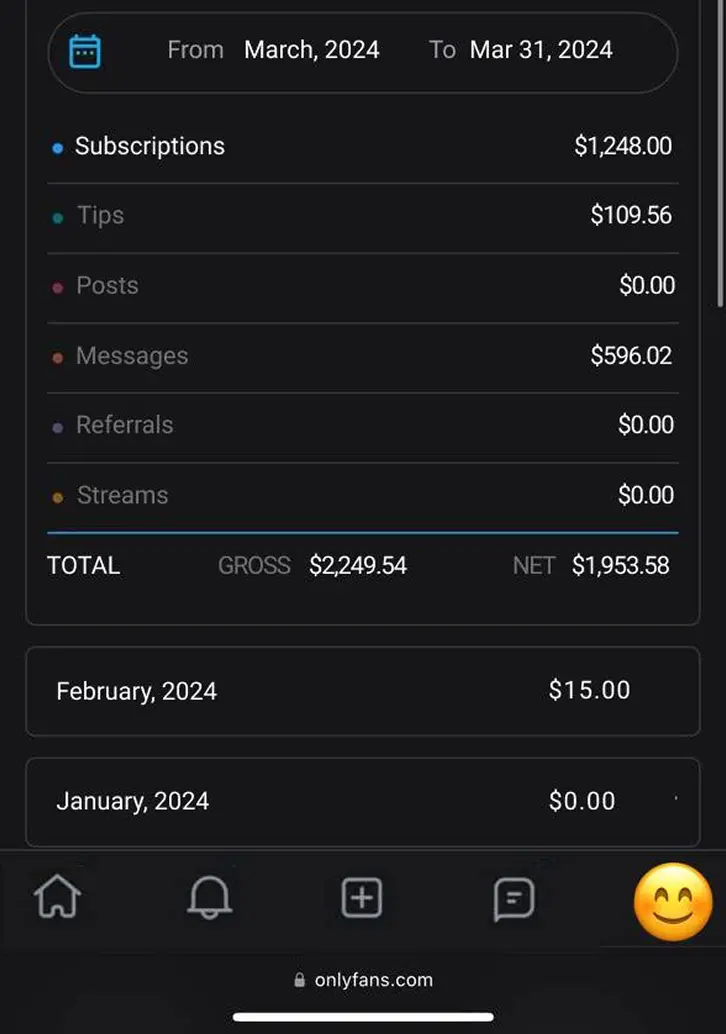 From March, 2024 To Mar 31, 2024
Subscriptions $1,248.00
Tips $109.56
Posts $0.00
Messages $596.02
Referrals $0.00
Streams $0.00
TOTAL GROSS $2,249.54 NET $1,953.58
February, 2024 $15.00
January, 2024 $0.00
onlyfans.com